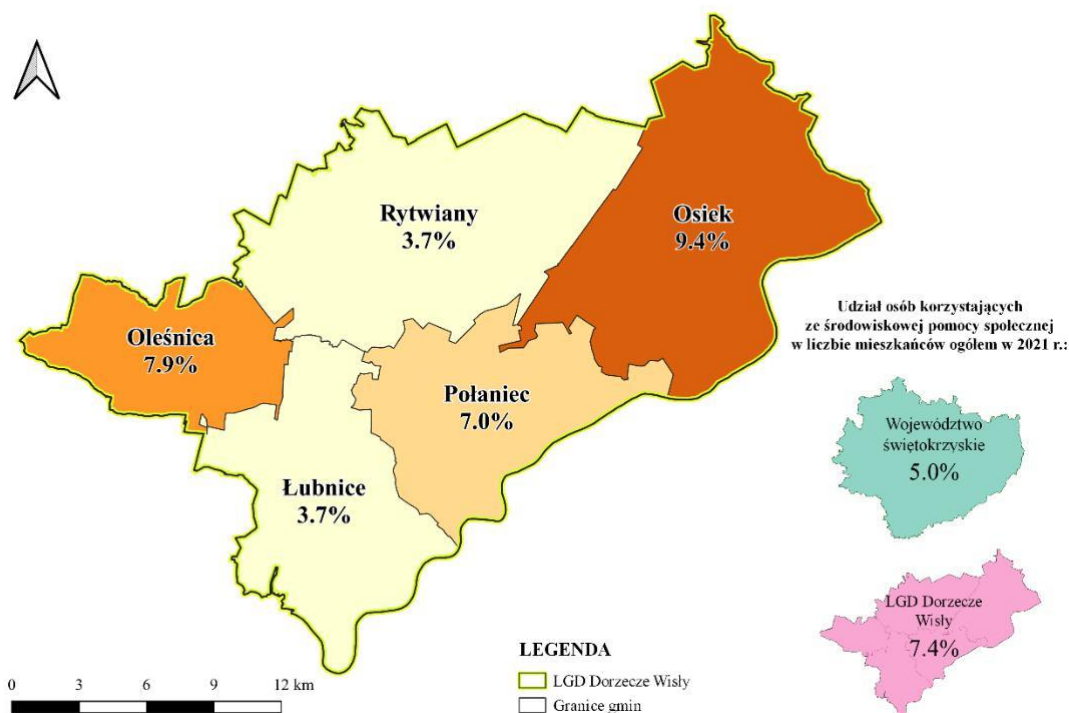 Rytwiany
3.7%
Osiek
9.4%
Oleśnica
7.9%
Połaniec
7.0%
Łubnice
3.7%
Udział osób korzystających
ze środowiskowej pomocy społecznej
w liczbie mieszkańców ogółem w 2021 r.:
Województwo
świętokrzyskie
5.0%
LGD Dorzecze
Wisły
7.4%
LEGENDA
LGD Dorzecze Wisły
Granice gmin
0 3 6 9 12 km